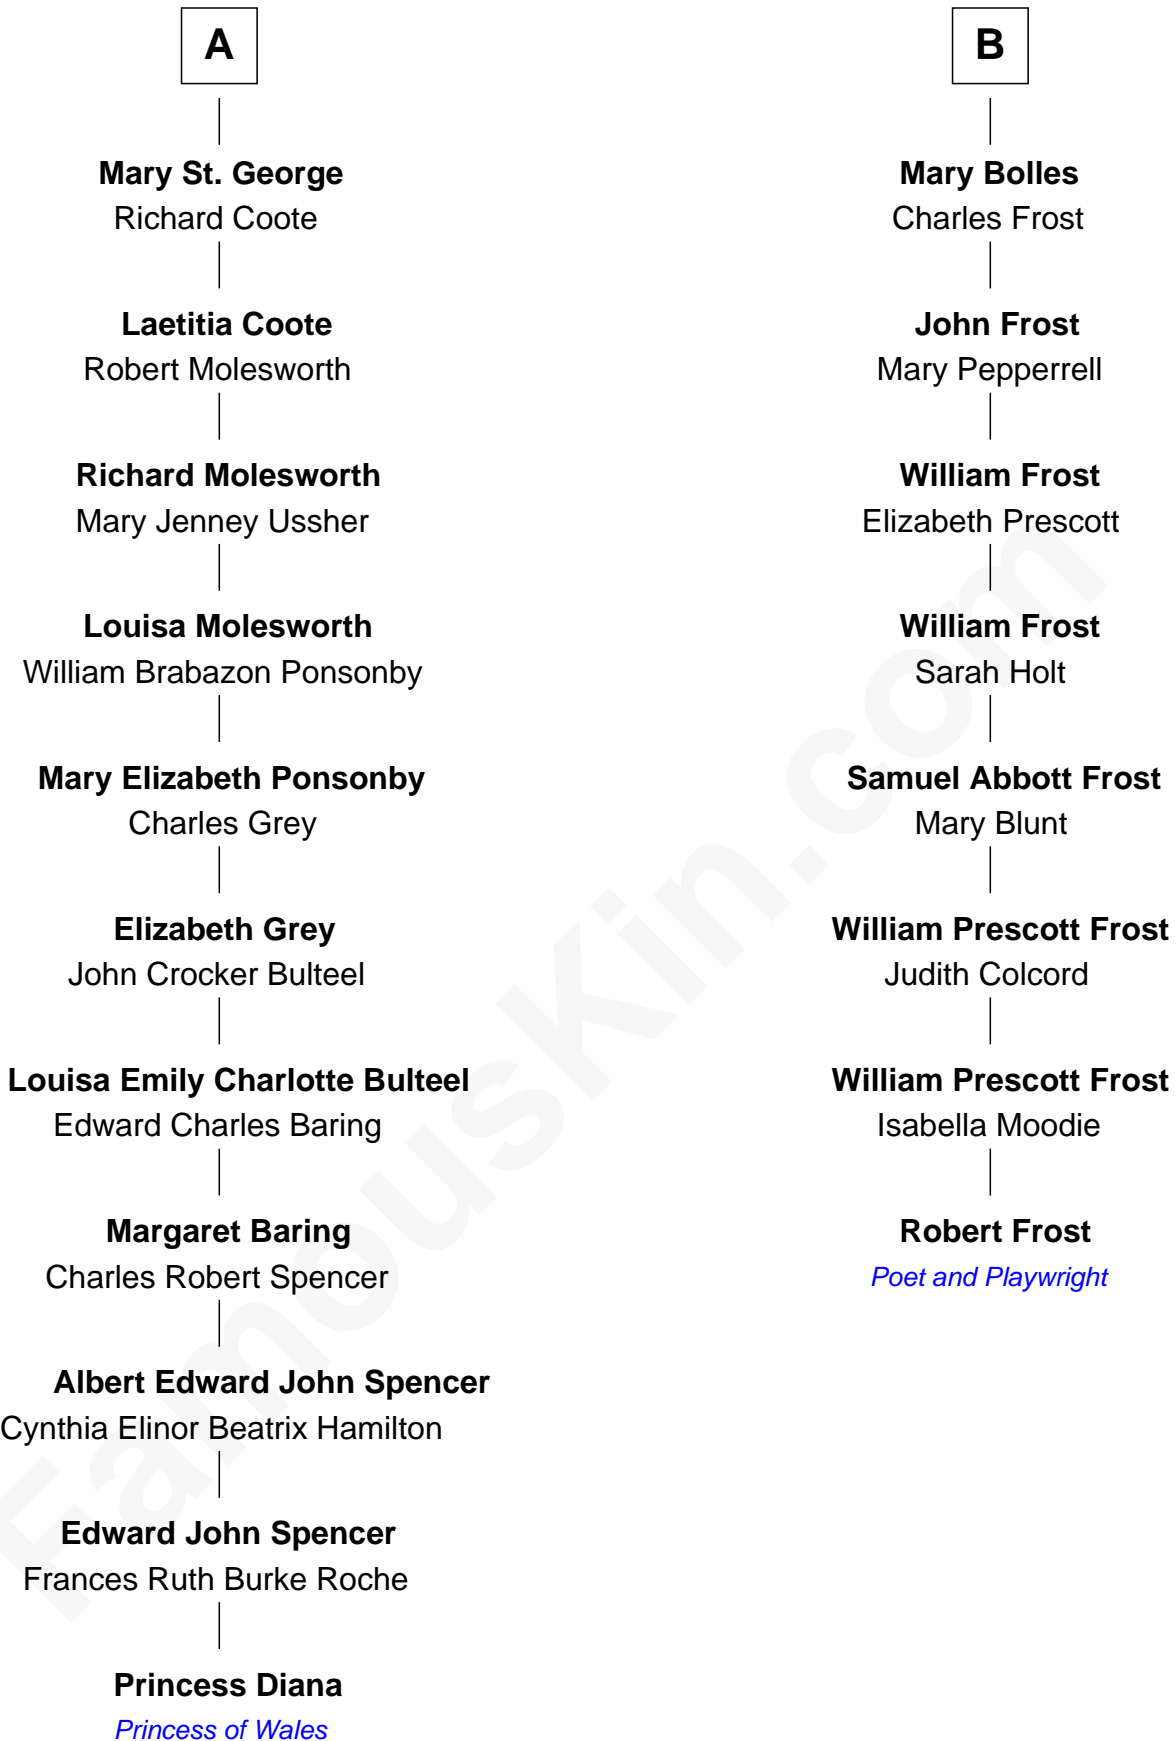 A
Mary St. George
Richard Coote
Laetitia Coote
Robert Molesworth
Richard Molesworth
Mary Jenney Ussher
Louisa Molesworth
William Brabazon Ponsonby
Mary Elizabeth Ponsonby
Charles Grey
Elizabeth Grey
John Crocker Bulteel
Louisa Emily Charlotte Bulteel
Edward Charles Baring
Margaret Baring
Charles Robert Spencer
Albert Edward John Spencer
Cynthia Elinor Beatrix Hamilton
Edward John Spencer
Frances Ruth Burke Roche
Princess Diana
Princess of Wales
B
Mary Bolles
Charles Frost
John Frost
Mary Pepperrell
William Frost
Elizabeth Prescott
William Frost
Sarah Holt
Samuel Abbott Frost
Mary Blunt
William Prescott Frost
Judith Colcord
William Prescott Frost
Isabella Moodie
Robert Frost
Poet and Playwright
FamousKin.com